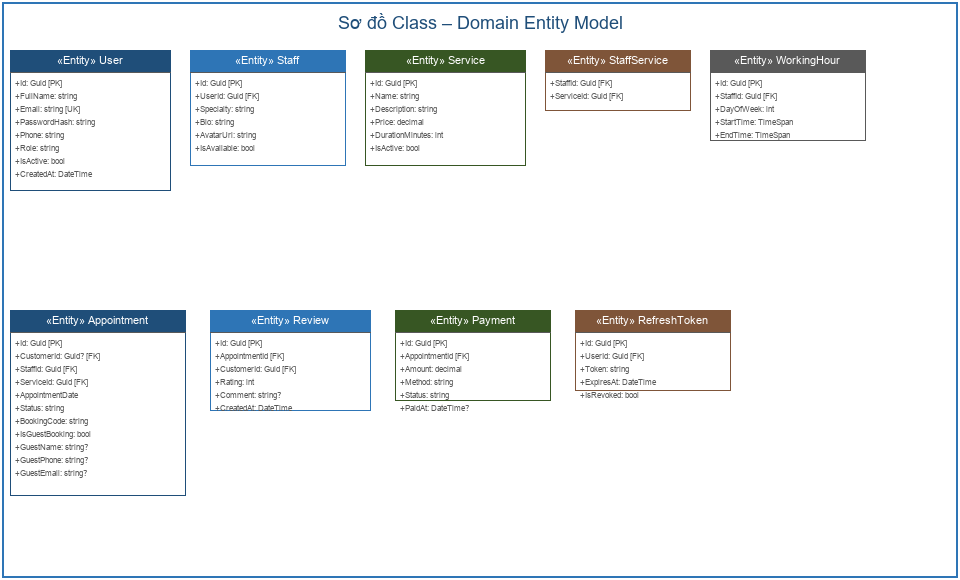 Sơ đồ Class – Domain Entity Model
«Entity» User
+Id: Guid [PK]
+FullName: string
+Email: string [UK]
+PasswordHash: string
+Phone: string
+Role: string
+IsActive: bool
+CreatedAt: DateTime
«Entity» Staff
+Id: Guid [PK]
+UserId: Guid [FK]
+Specialty: string
+Bio: string
+AvatarUrl: string
+IsAvailable: bool
«Entity» Service
+Id: Guid [PK]
+Name: string
+Description: string
+Price: decimal
+DurationMinutes: int
+IsActive: bool
«Entity» StaffService
+StaffId: Guid [FK]
+ServiceId: Guid [FK]
«Entity» WorkingHour
+Id: Guid [PK]
+StaffId: Guid [FK]
+DayOfWeek: int
+StartTime: TimeSpan
+EndTime: TimeSpan
«Entity» Appointment
+Id: Guid [PK]
+CustomerId: Guid? [FK]
+StaffId: Guid [FK]
+ServiceId: Guid [FK]
+AppointmentDate
+Status: string
+BookingCode: string
+IsGuestBooking: bool
+GuestName: string?
+GuestPhone: string?
+GuestEmail: string?
«Entity» Review
+Id: Guid [PK]
+AppointmentId [FK]
+CustomerId: Guid [FK]
+Rating: int
+Comment: string?
+CreatedAt: DateTime
«Entity» Payment
+Id: Guid [PK]
+AppointmentId [FK]
+Amount: decimal
+Method: string
+Status: string
+PaidAt: DateTime?
«Entity» RefreshToken
+Id: Guid [PK]
+UserId: Guid [FK]
+Token: string
+ExpiresAt: DateTime
+IsRevoked: bool